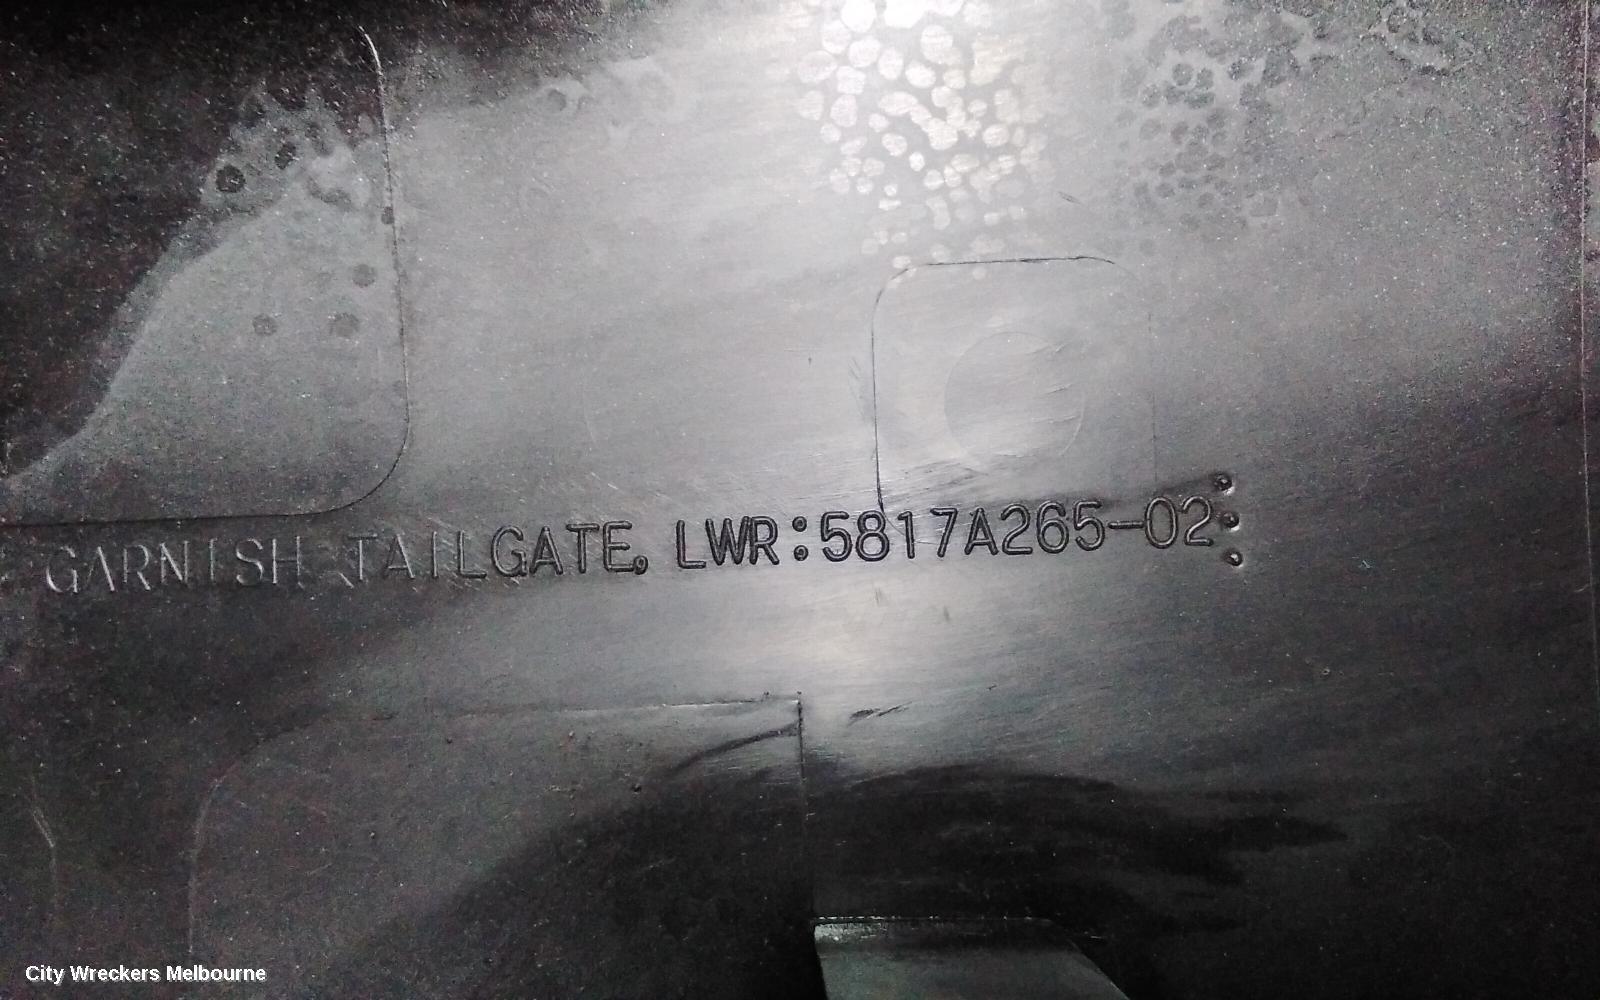 GARNISH TAILGATE, LWR:5817A265-02
City Wreckers Melbourne